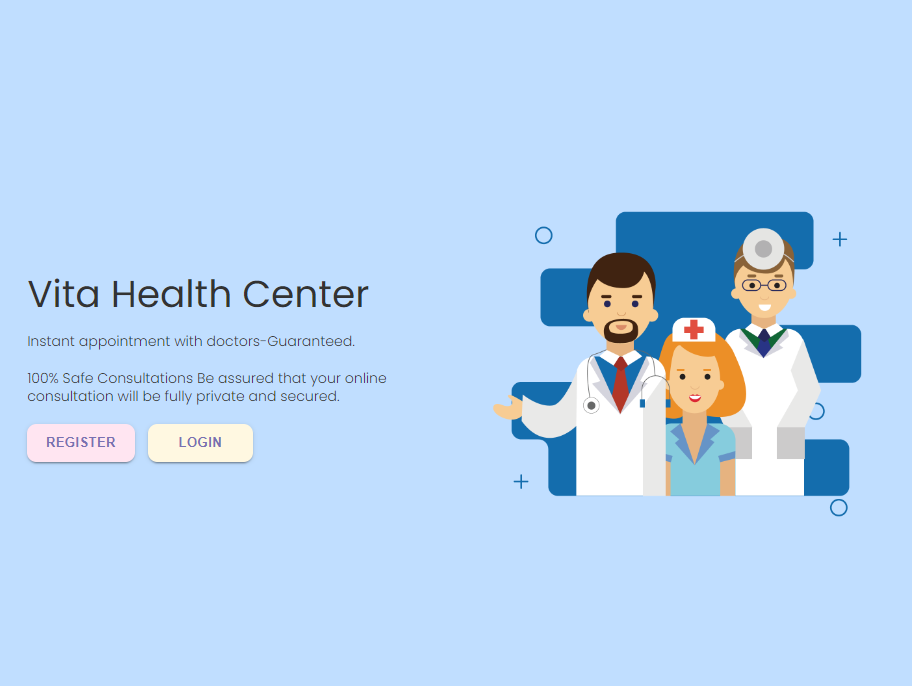 Vita Health Center
Instant appointment with doctors-Guaranteed.
100% Safe Consultations Be assured that your online
consultation will be fully private and secured.
REGISTER
LOGIN